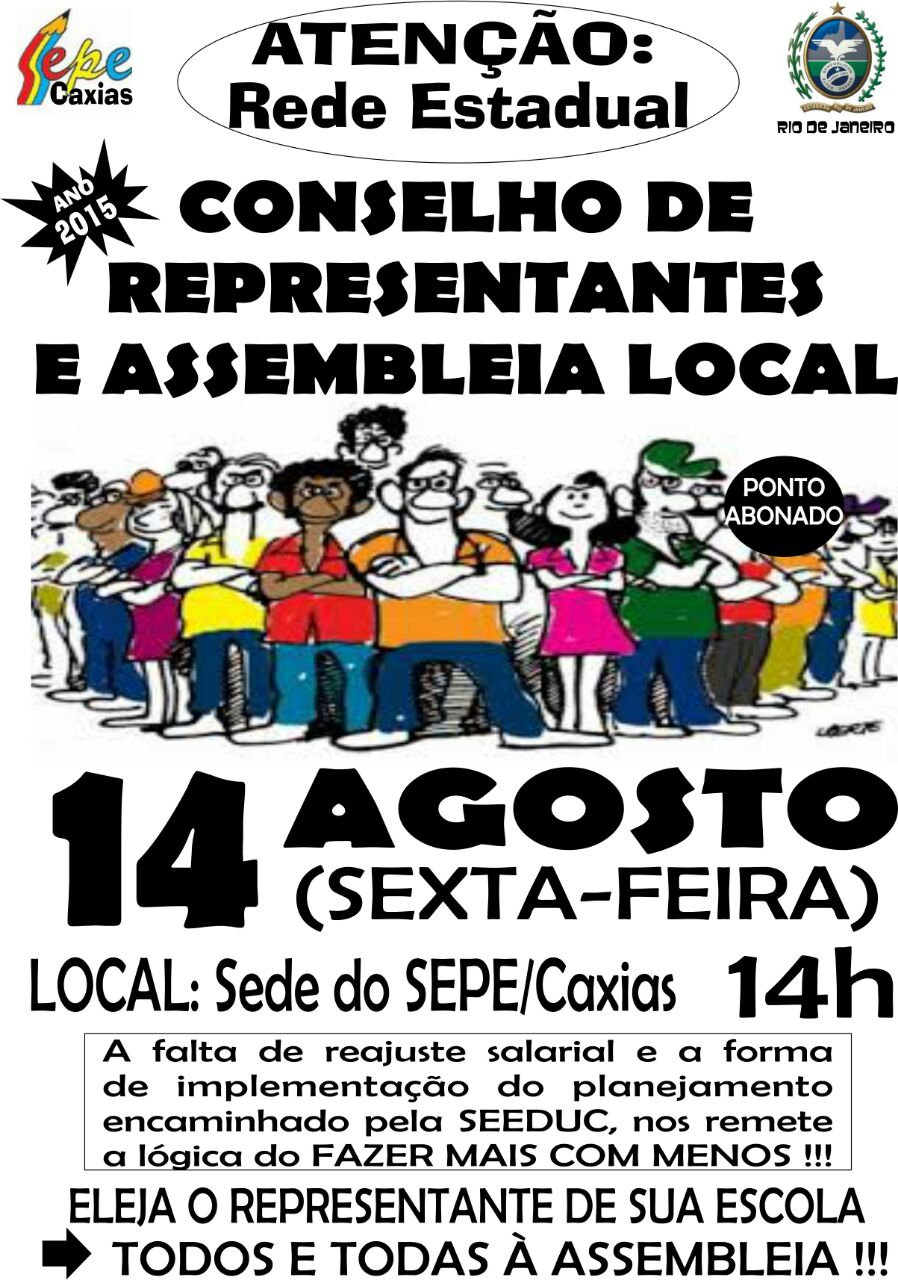 Sepe
Caxias
ATENÇÃO:
Rede Estadual
RIO DE JANEIRO
ANO
2015
CONSELHO DE
REPRESENTANTES
E ASSEMBLEIA LOCAL
PONTO
ABONADO
14 AGOSTO
(SEXTA-FEIRA)
LOCAL: Sede do SEPE/Caxias 14h
A falta de reajuste salarial e a forma
de implementação do planejamento
encaminhado pela SEEDUC, nos remete
a lógica do FAZER MAIS COM MENOS !!!
ELEJA O REPRESENTANTE DE SUA ESCOLA
TODOS E TODAS À ASSEMBLEIA !!!